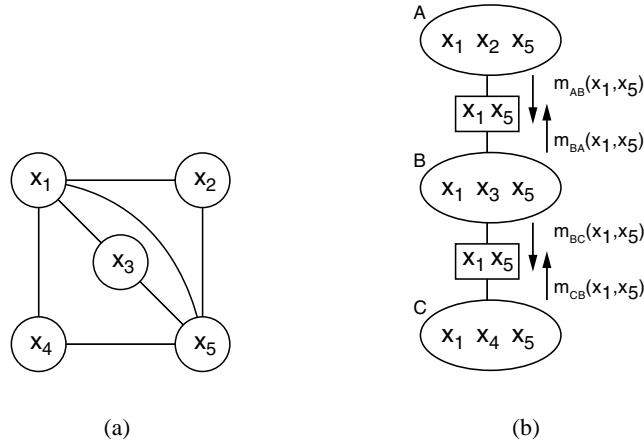 x1 x2
x3
x4 x5
(a)
A
x1 x2 x5
mAB(x1,x5)
x1 x5
mBA(x1,x5)
B
x1 x3 x5
mBC(x1,x5)
x1 x5
mCB(x1,x5)
C
x1 x4 x5
(b)